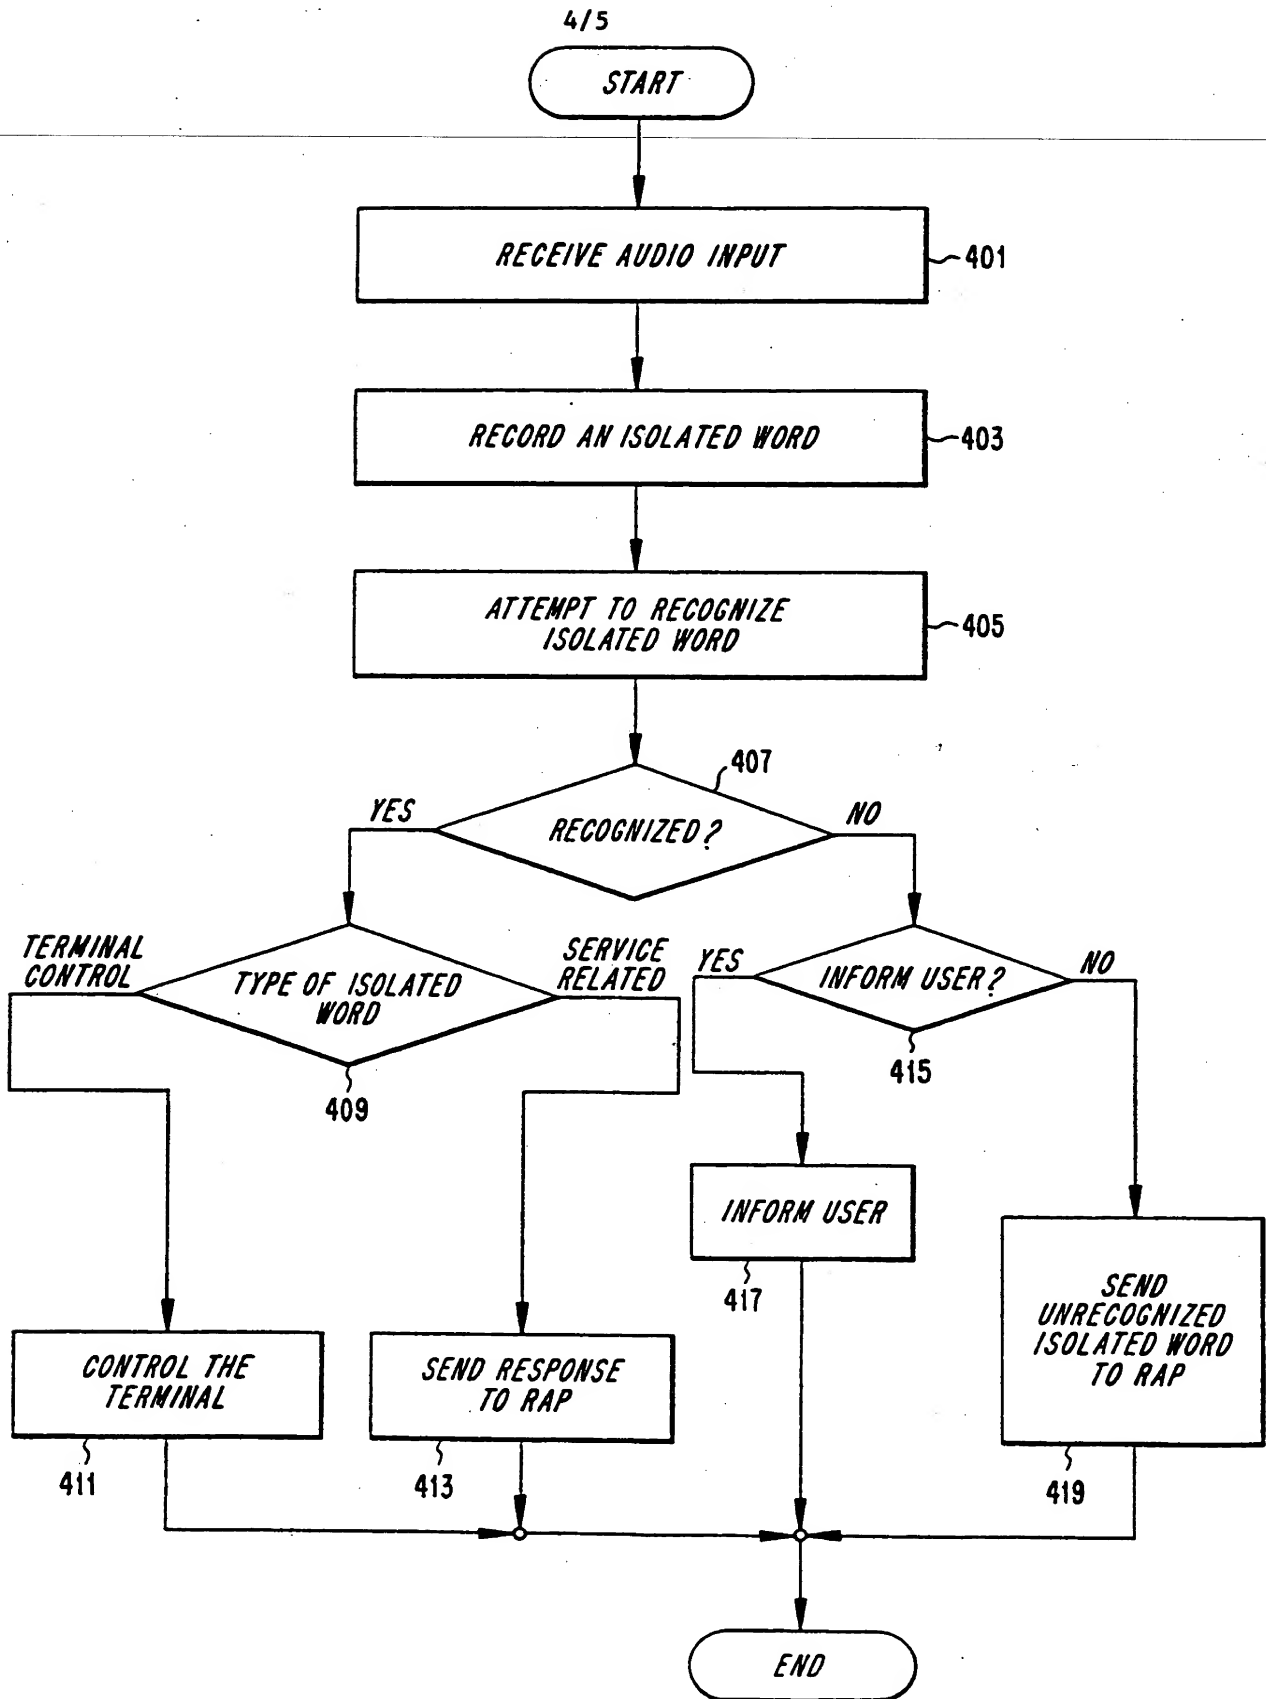 4/5
START
RECEIVE AUDIO INPUT
401
RECORD AN ISOLATED WORD
403
ATTEMPT TO RECOGNIZE
ISOLATED WORD
405
407
YES
RECOGNIZED?
NO
TERMINAL
CONTROL
TYPE OF ISOLATED
WORD
SERVICE
RELATED
409
YES
INFORM USER?
NO
415
INFORM USER
417
CONTROL THE
TERMINAL
411
SEND RESPONSE
TO RAP
413
SEND
UNRECOGNIZED
ISOLATED WORD
TO RAP
419
END